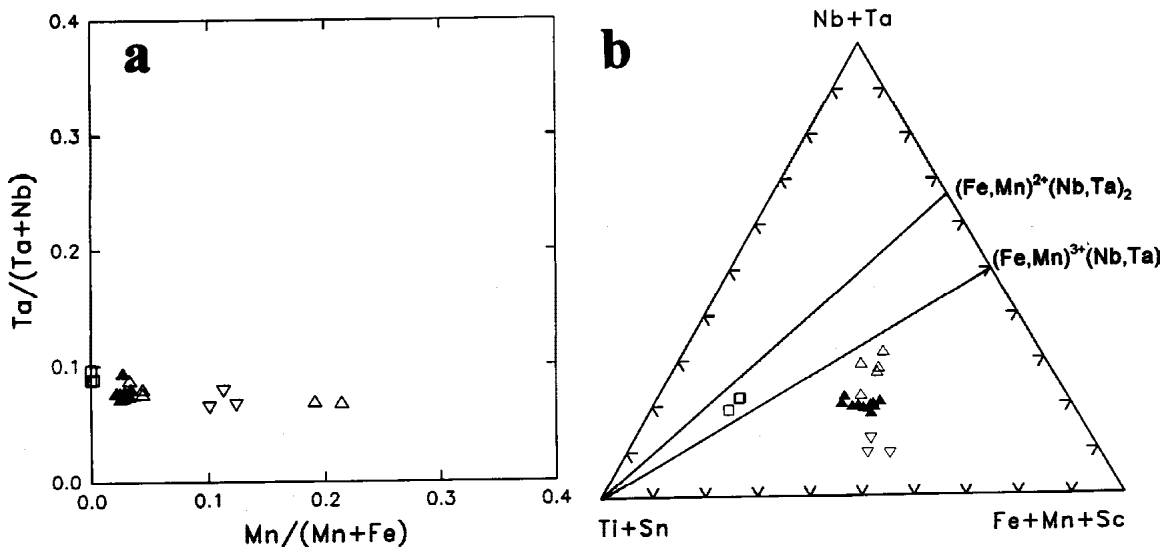 a
0.4
0.3
0.2
0.1
0.0
Ta/(Ta+Nb)
0.0 0.1 0.2 0.3 0.4
Mn/(Mn+Fe)
b
Nb+Ta
(Fe,Mn)²⁺(Nb,Ta)₂
(Fe,Mn)³⁺(Nb,Ta)
Ti+Sn
Fe+Mn+Sc